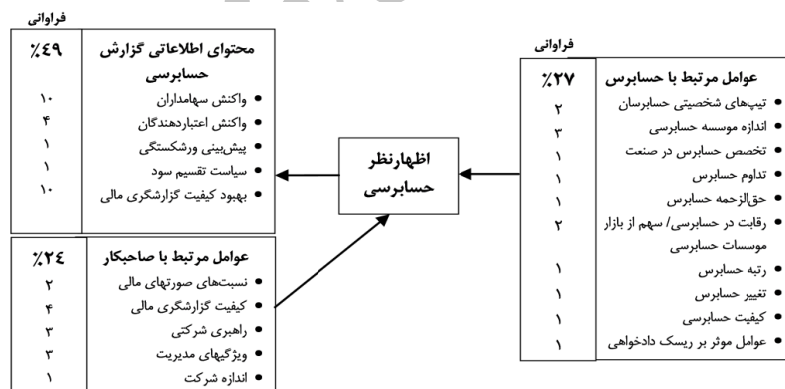 فراوانی
عوامل مرتبط با حسابرس ٪۲۷
• تیپ‌های شخصیتی حسابرسان ۲
• اندازه موسسه حسابرسی ۳
• تخصص حسابرس در صنعت ۱
• تداوم حسابرس ۱
• حق‌الزحمه حسابرس ۱
• رقابت در حسابرسی/ سهم از بازار ۲
موسسات حسابرسی
• رتبه حسابرس ۱
• تغییر حسابرس ۱
• کیفیت حسابرسی ۱
• عوامل موثر بر ریسک دادخواهی ۱
اظهارنظر
حسابرسی
فراوانی
محتوای اطلاعاتی گزارش ٪۴۹
حسابرسی
• واکنش سهامداران ۱۰
• واکنش اعتباردهندگان ۴
• پیش‌بینی ورشکستگی ۱
• سیاست تقسیم سود ۱
• بهبود کیفیت گزارشگری مالی ۱۰
عوامل مرتبط با صاحبکار ٪۲۴
• نسبت‌های صورتهای مالی ۲
• کیفیت گزارشگری مالی ۴
• راهبری شرکتی ۳
• ویژگیهای مدیریت ۳
• اندازه شرکت ۱